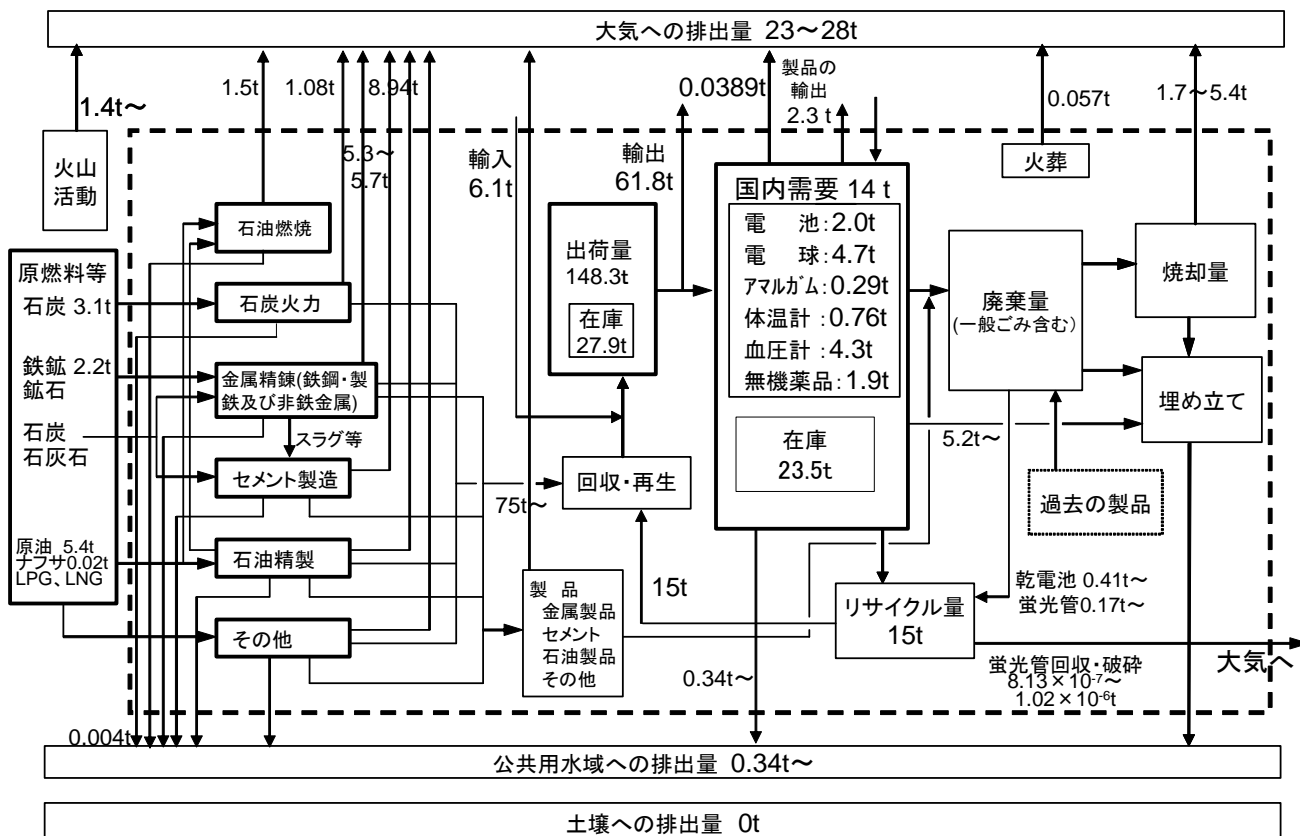 大気への排出量 23～28t
1.4t～
1.5t
1.08t
8.94t
5.3～
5.7t
0.0389t
製品の
輸出
2.3 t
0.057t
1.7～5.4t
火山
活動
輸入
6.1t
輸出
61.8t
火葬
原燃料等
石炭 3.1t
鉄鉱 2.2t
鉱石
石炭
石灰石
原油 5.4t
ナフサ0.02t
LPG、LNG
石油燃焼
石炭火力
金属精錬(鉄鋼・製
鉄及び非鉄金属)
スラグ等
セメント製造
石油精製
その他
出荷量
148.3t
在庫
27.9t
回収・再生
75t～
15t
製 品
金属製品
セメント
石油製品
その他
国内需要 14 t
電 池:2.0t
電 球:4.7t
アマルガム:0.29t
体温計:0.76t
血圧計:4.3t
無機薬品:1.9t
在庫
23.5t
廃棄量
(一般ごみ含む)
焼却量
埋め立て
5.2t～
過去の製品
乾電池 0.41t～
蛍光管0.17t～
リサイクル量
15t
大気へ
蛍光管回収・破砕
8.13×10-7～
1.02×10-6t
0.34t～
0.004t
公共用水域への排出量 0.34t～
土壌への排出量 0t